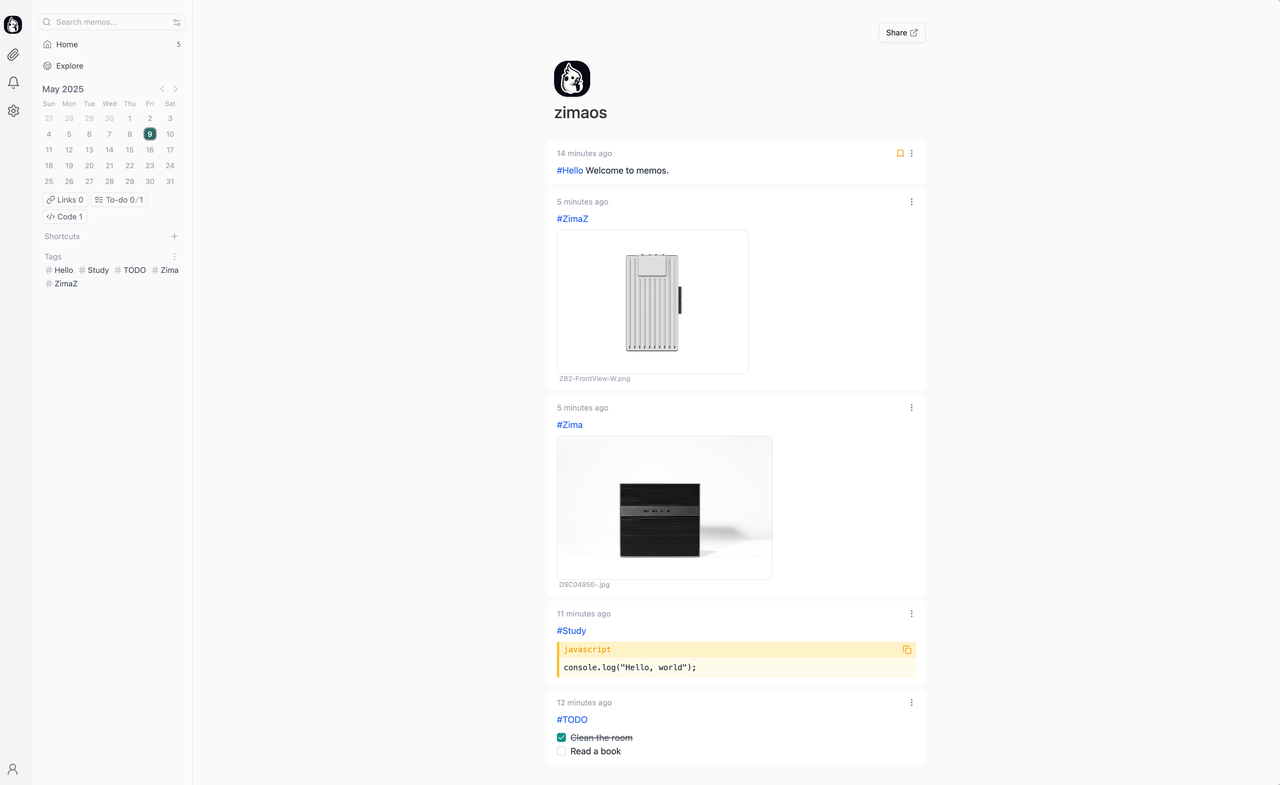 Search memos...
Home 5
Explore
May 2025
Sun Mon Tue Wed Thu Fri Sat
27 28 29 30 1 2 3
4 5 6 7 8 9 10
11 12 13 14 15 16 17
18 19 20 21 22 23 24
25 26 27 28 29 30 31
Links 0 To-do 0/1
Code 1
Shortcuts
Tags
# Hello # Study # TODO # Zima
# ZimaZ
Share
zimaos
14 minutes ago
#Hello Welcome to memos.
5 minutes ago
#ZimaZ
ZB2-FrontView-W.png
5 minutes ago
#Zima
OSC04950-.jpg
11 minutes ago
#Study
javascript
console.log("Hello, world");
12 minutes ago
#TODO
Clean the room
Read a book